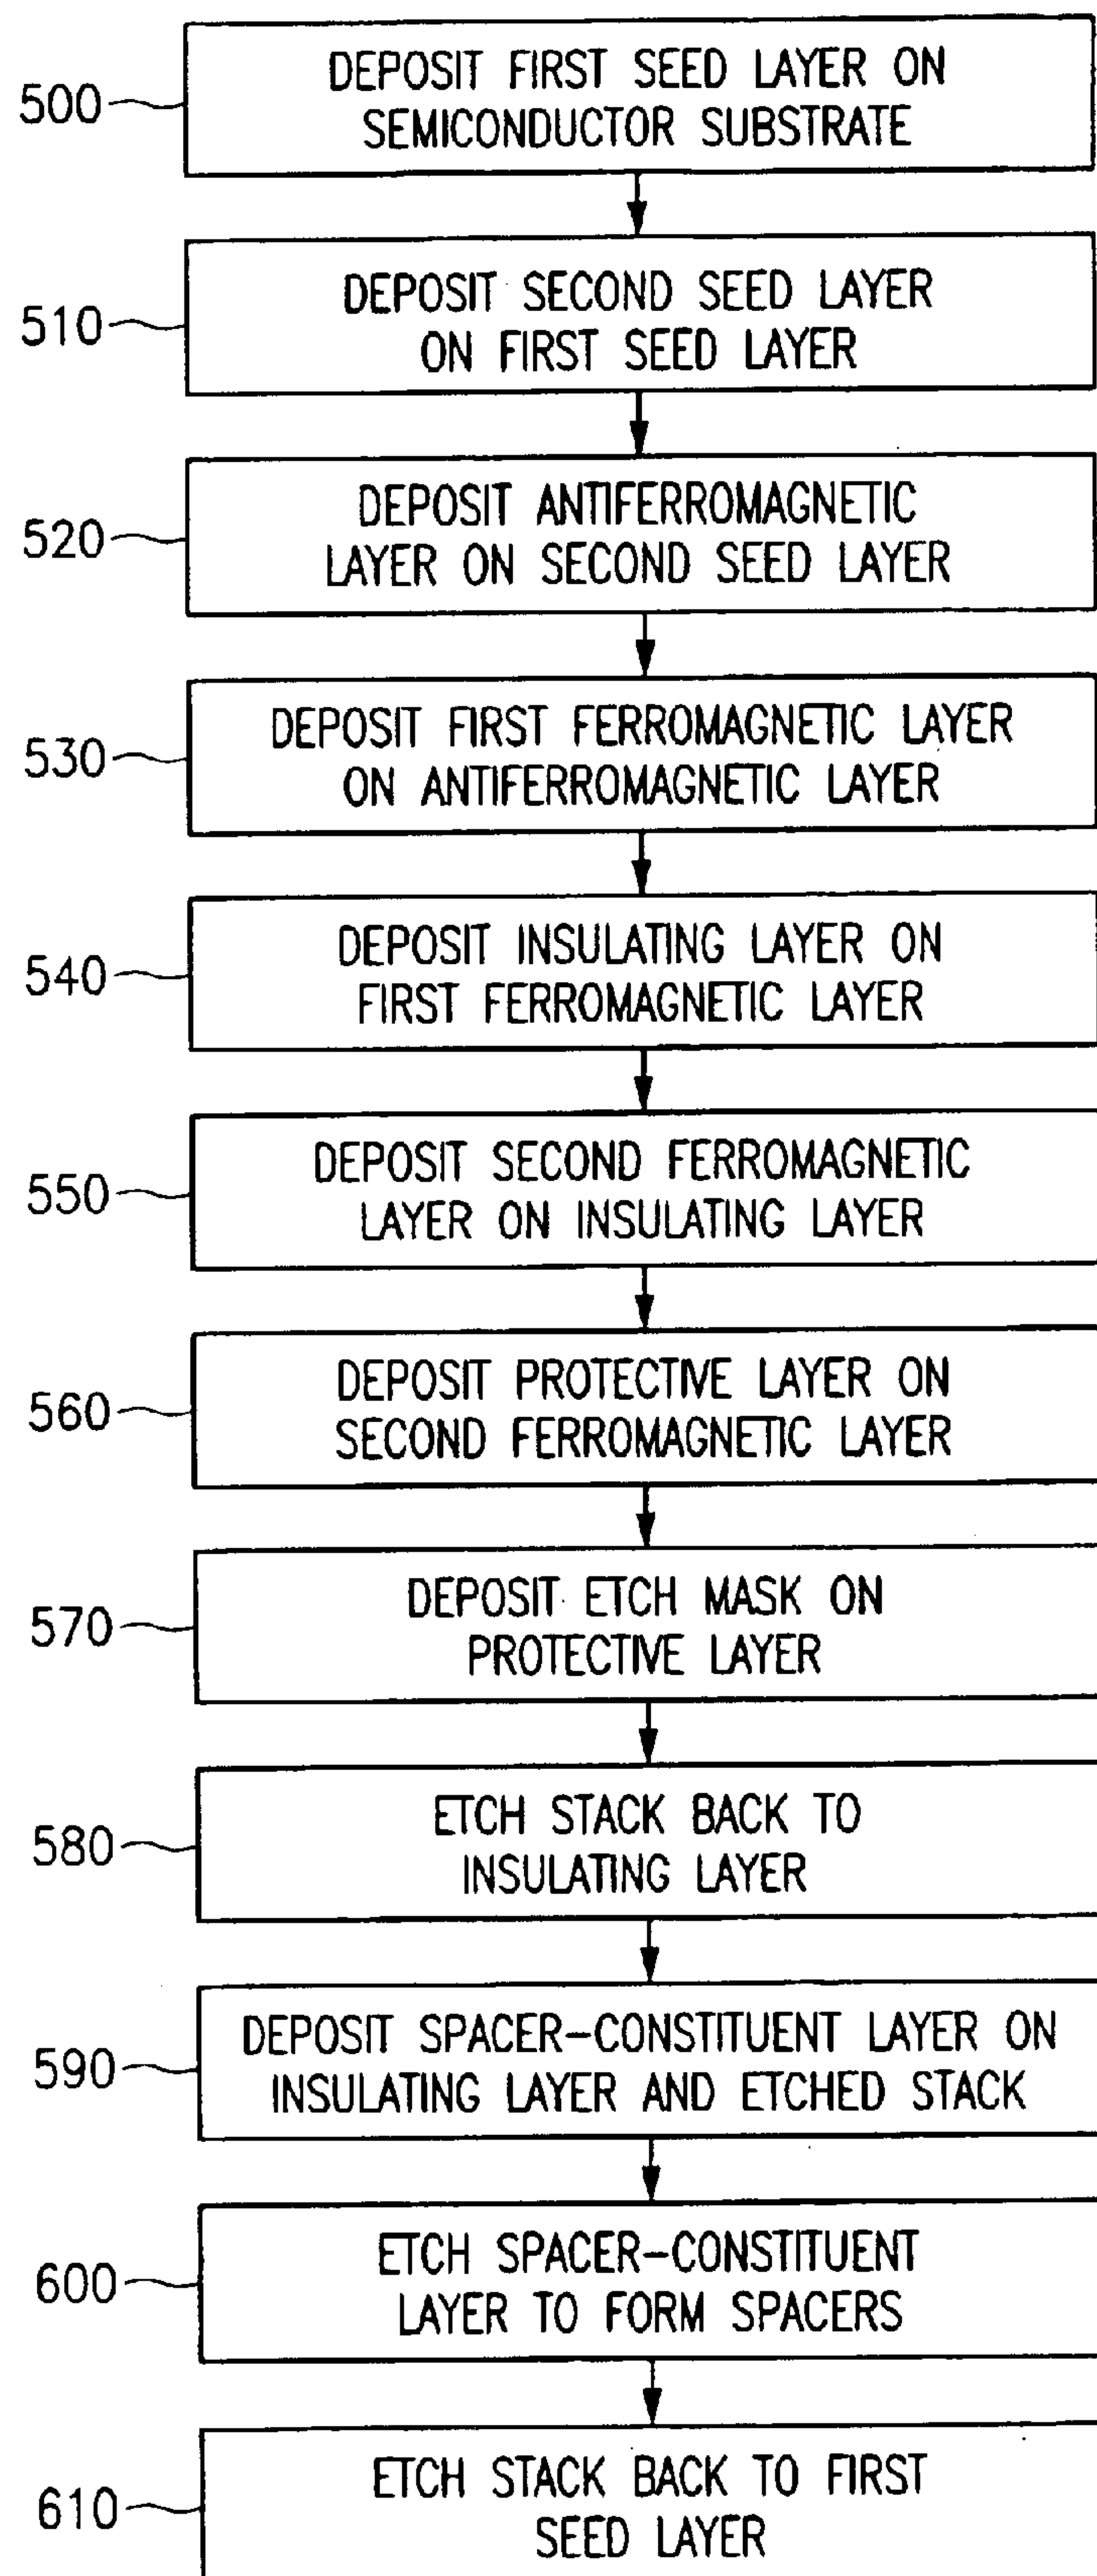 500
DEPOSIT FIRST SEED LAYER ON
SEMICONDUCTOR SUBSTRATE
510
DEPOSIT SECOND SEED LAYER
ON FIRST SEED LAYER
520
DEPOSIT ANTIFERROMAGNETIC
LAYER ON SECOND SEED LAYER
530
DEPOSIT FIRST FERROMAGNETIC LAYER
ON ANTIFERROMAGNETIC LAYER
540
DEPOSIT INSULATING LAYER ON
FIRST FERROMAGNETIC LAYER
550
DEPOSIT SECOND FERROMAGNETIC
LAYER ON INSULATING LAYER
560
DEPOSIT PROTECTIVE LAYER ON
SECOND FERROMAGNETIC LAYER
570
DEPOSIT ETCH MASK ON
PROTECTIVE LAYER
580
ETCH STACK BACK TO
INSULATING LAYER
590
DEPOSIT SPACER-CONSTITUENT LAYER ON
INSULATING LAYER AND ETCHED STACK
600
ETCH SPACER-CONSTITUENT
LAYER TO FORM SPACERS
610
ETCH STACK BACK TO FIRST
SEED LAYER